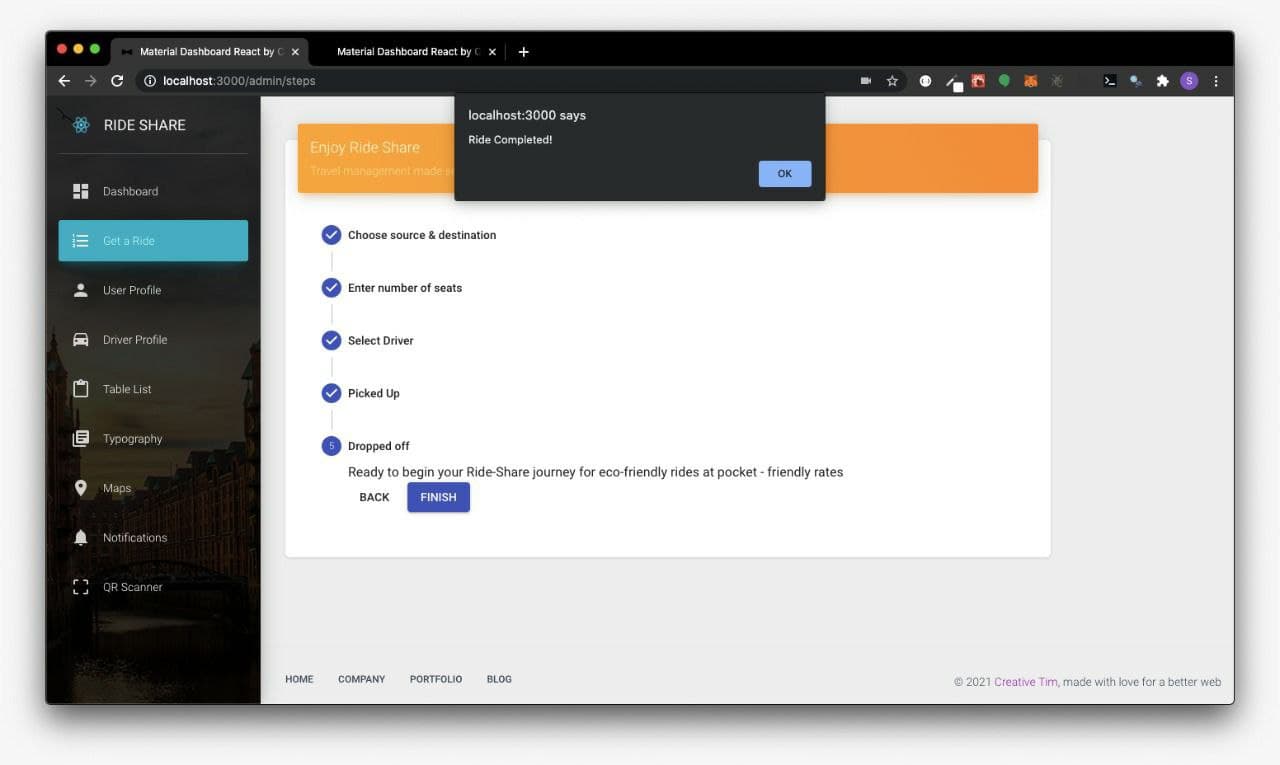 Material Dashboard React by C
Material Dashboard React by C
localhost:3000/admin/steps
S
RIDE SHARE
Dashboard
Get a Ride
User Profile
Driver Profile
Table List
Typography
Maps
Notifications
QR Scanner
localhost:3000 says
Ride Completed!
OK
Enjoy Ride Share
Travel management made
Choose source & destination
Enter number of seats
Select Driver
Picked Up
5 Dropped off
Ready to begin your Ride-Share journey for eco-friendly rides at pocket - friendly rates
BACK FINISH
HOME COMPANY PORTFOLIO BLOG
© 2021 Creative Tim, made with love for a better web